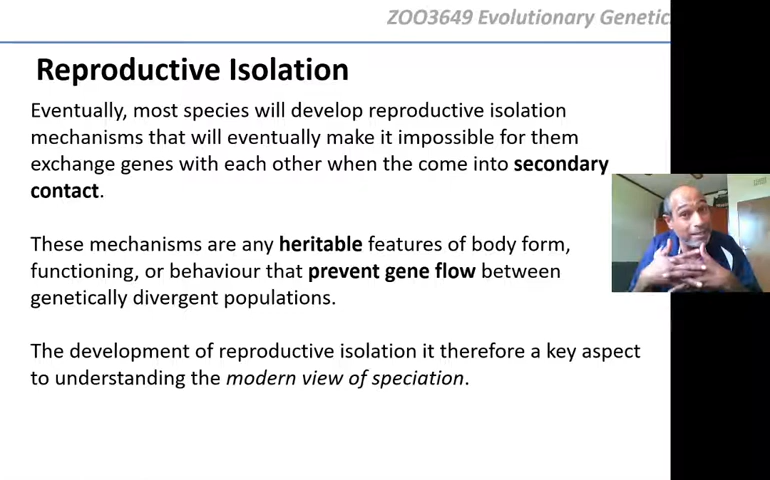 ZOO3649 Evolutionary Genetic
Reproductive Isolation
Eventually, most species will develop reproductive isolation
mechanisms that will eventually make it impossible for them
exchange genes with each other when the come into secondary
contact.
These mechanisms are any heritable features of body form,
functioning, or behaviour that prevent gene flow between
genetically divergent populations.
The development of reproductive isolation it therefore a key aspect
to understanding the modern view of speciation.